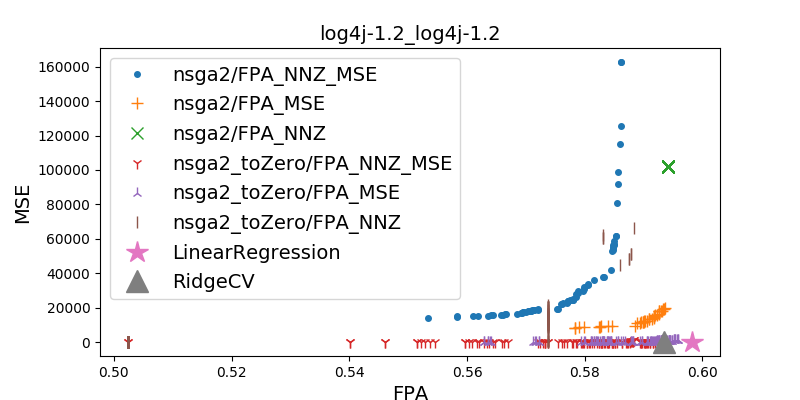 log4j-1.2_log4j-1.2
MSE
160000
140000
120000
100000
80000
60000
40000
20000
0
nsga2/FPA_NNZ_MSE
nsga2/FPA_MSE
nsga2/FPA_NNZ
nsga2_toZero/FPA_NNZ_MSE
nsga2_toZero/FPA_MSE
nsga2_toZero/FPA_NNZ
LinearRegression
RidgeCV
0.50 0.52 0.54 0.56 0.58 0.60
FPA